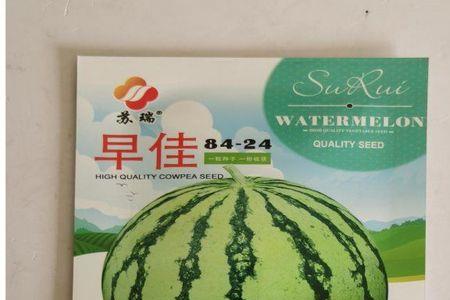 苏瑞®
SuRui
WATERMELON
HIGH QUALITY VEGETABLE SEED
QUALITY SEED
早佳 84-24
一粒种子 一份收获
HIGH QUALITY COWPEA SEED